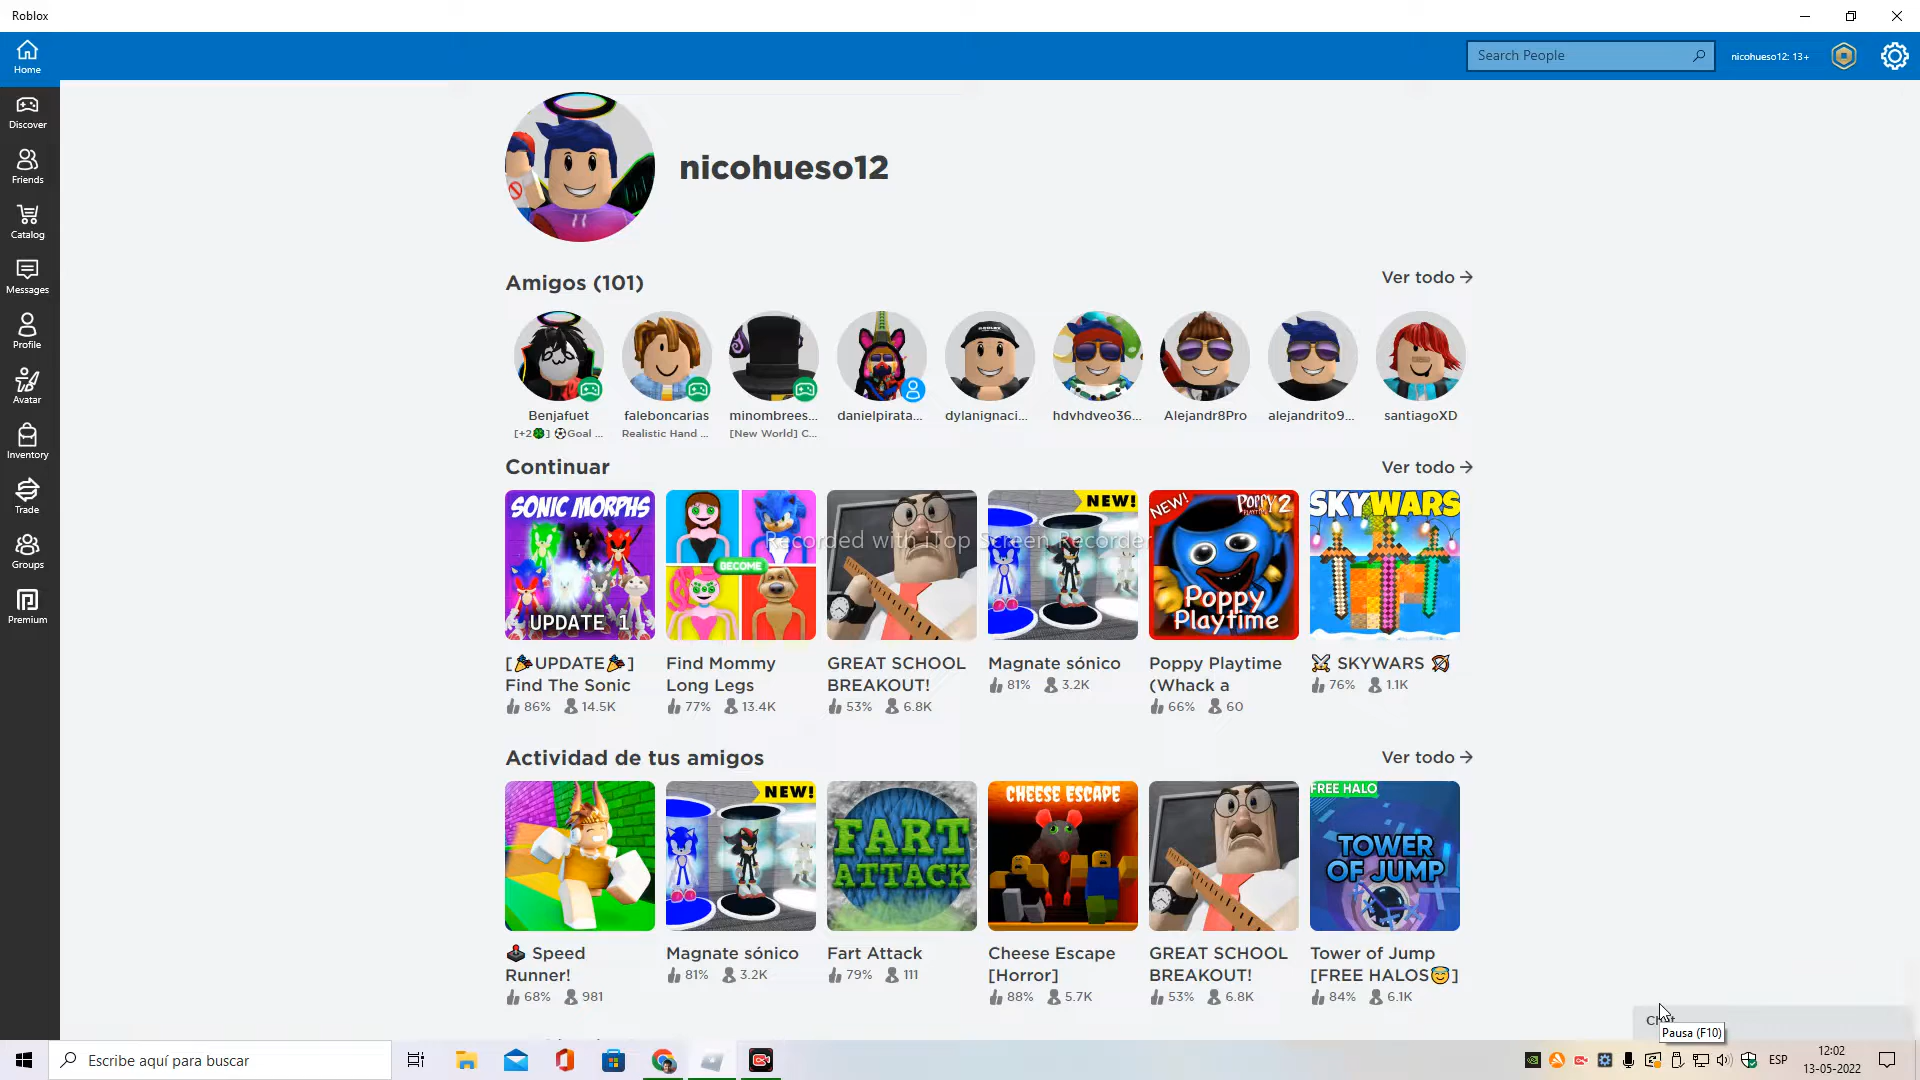 Roblox
Home
Search People
nicohueso12: 13+
Discover
Friends
Catalog
Messages
Profile
Avatar
Inventory
Trade
Groups
Premium
nicohueso12
Amigos (101)
Ver todo
Benjafuet
faleboncarias
minombrees...
danielpirata...
dylanignaci...
hdvhdveo36...
Alejandr8Pro
alejandrito9...
santiagoXD
[+2🍀] ⚽Goal ...
Realistic Hand ...
[New World] C...
Continuar
Ver todo
SONIC MORPHS
UPDATE 1
BECOME
NEW!
NEW!
POPPY PLAYTIME 2
Poppy Playtime
SKYWARS
Recorded with iTop Screen Recorder
[🎉UPDATE🎉] Find The Sonic
86% 14.5K
Find Mommy Long Legs
77% 13.4K
GREAT SCHOOL BREAKOUT!
53% 6.8K
Magnate sónico
81% 3.2K
Poppy Playtime (Whack a
66% 60
⚔️ SKYWARS 🏹
76% 1.1K
Actividad de tus amigos
Ver todo
NEW!
FART ATTACK
CHEESE ESCAPE
FREE HALO
TOWER OF JUMP
🕹️ Speed Runner!
68% 981
Magnate sónico
81% 3.2K
Fart Attack
79% 111
Cheese Escape [Horror]
88% 5.7K
GREAT SCHOOL BREAKOUT!
53% 6.8K
Tower of Jump [FREE HALOS😇]
84% 6.1K
Chat
Pausa (F10)
Escribe aquí para buscar
ESP
12:02
13-05-2022